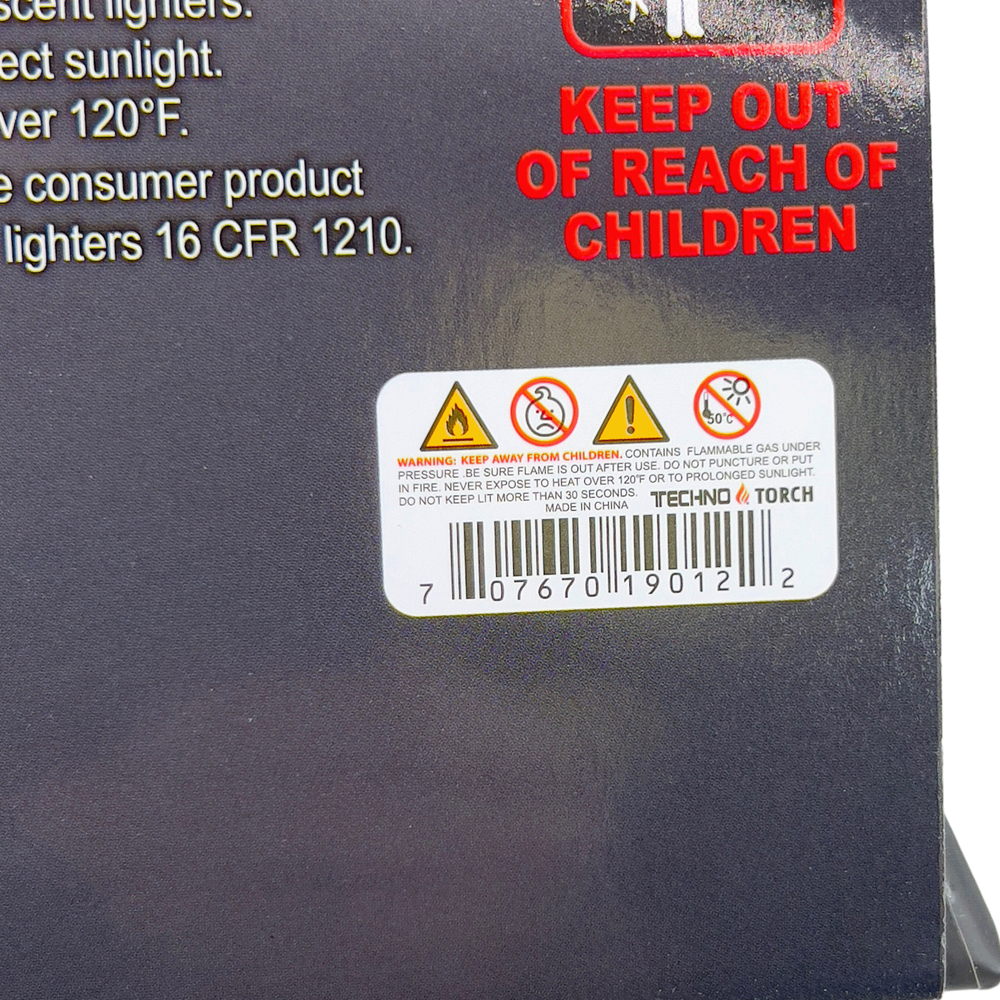 scent lighters.
ect sunlight.
ver 120°F.
e consumer product
lighters 16 CFR 1210.
KEEP OUT
OF REACH OF
CHILDREN
50°C
WARNING: KEEP AWAY FROM CHILDREN. CONTAINS FLAMMABLE GAS UNDER
PRESSURE .BE SURE FLAME IS OUT AFTER USE. DO NOT PUNCTURE OR PUT
IN FIRE. NEVER EXPOSE TO HEAT OVER 120°F OR TO PROLONGED SUNLIGHT.
DO NOT KEEP LIT MORE THAN 30 SECONDS.
MADE IN CHINA
TECHNO TORCH
7 07670 19012 2